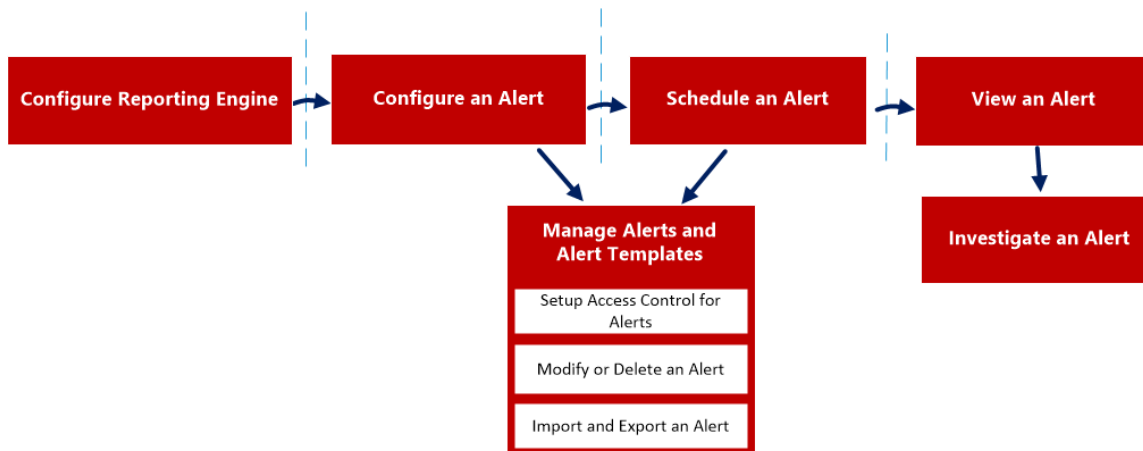 Configure Reporting Engine
Configure an Alert
Schedule an Alert
View an Alert
Manage Alerts and
Alert Templates
Setup Access Control for
Alerts
Modify or Delete an Alert
Import and Export an Alert
Investigate an Alert